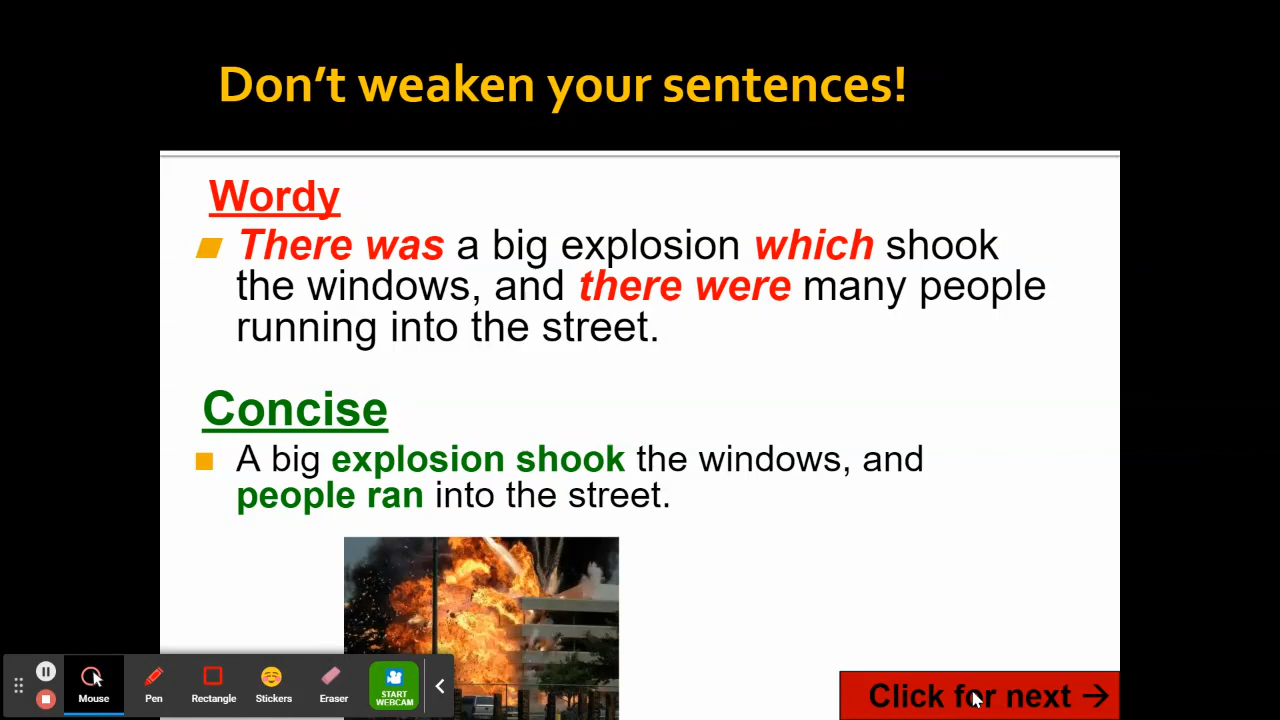 Don’t weaken your sentences!
Wordy
There was a big explosion which shook
the windows, and there were many people
running into the street.
Concise
A big explosion shook the windows, and
people ran into the street.
Click for next →
Mouse
Pen
Rectangle
Stickers
Eraser
START
WEBCAM